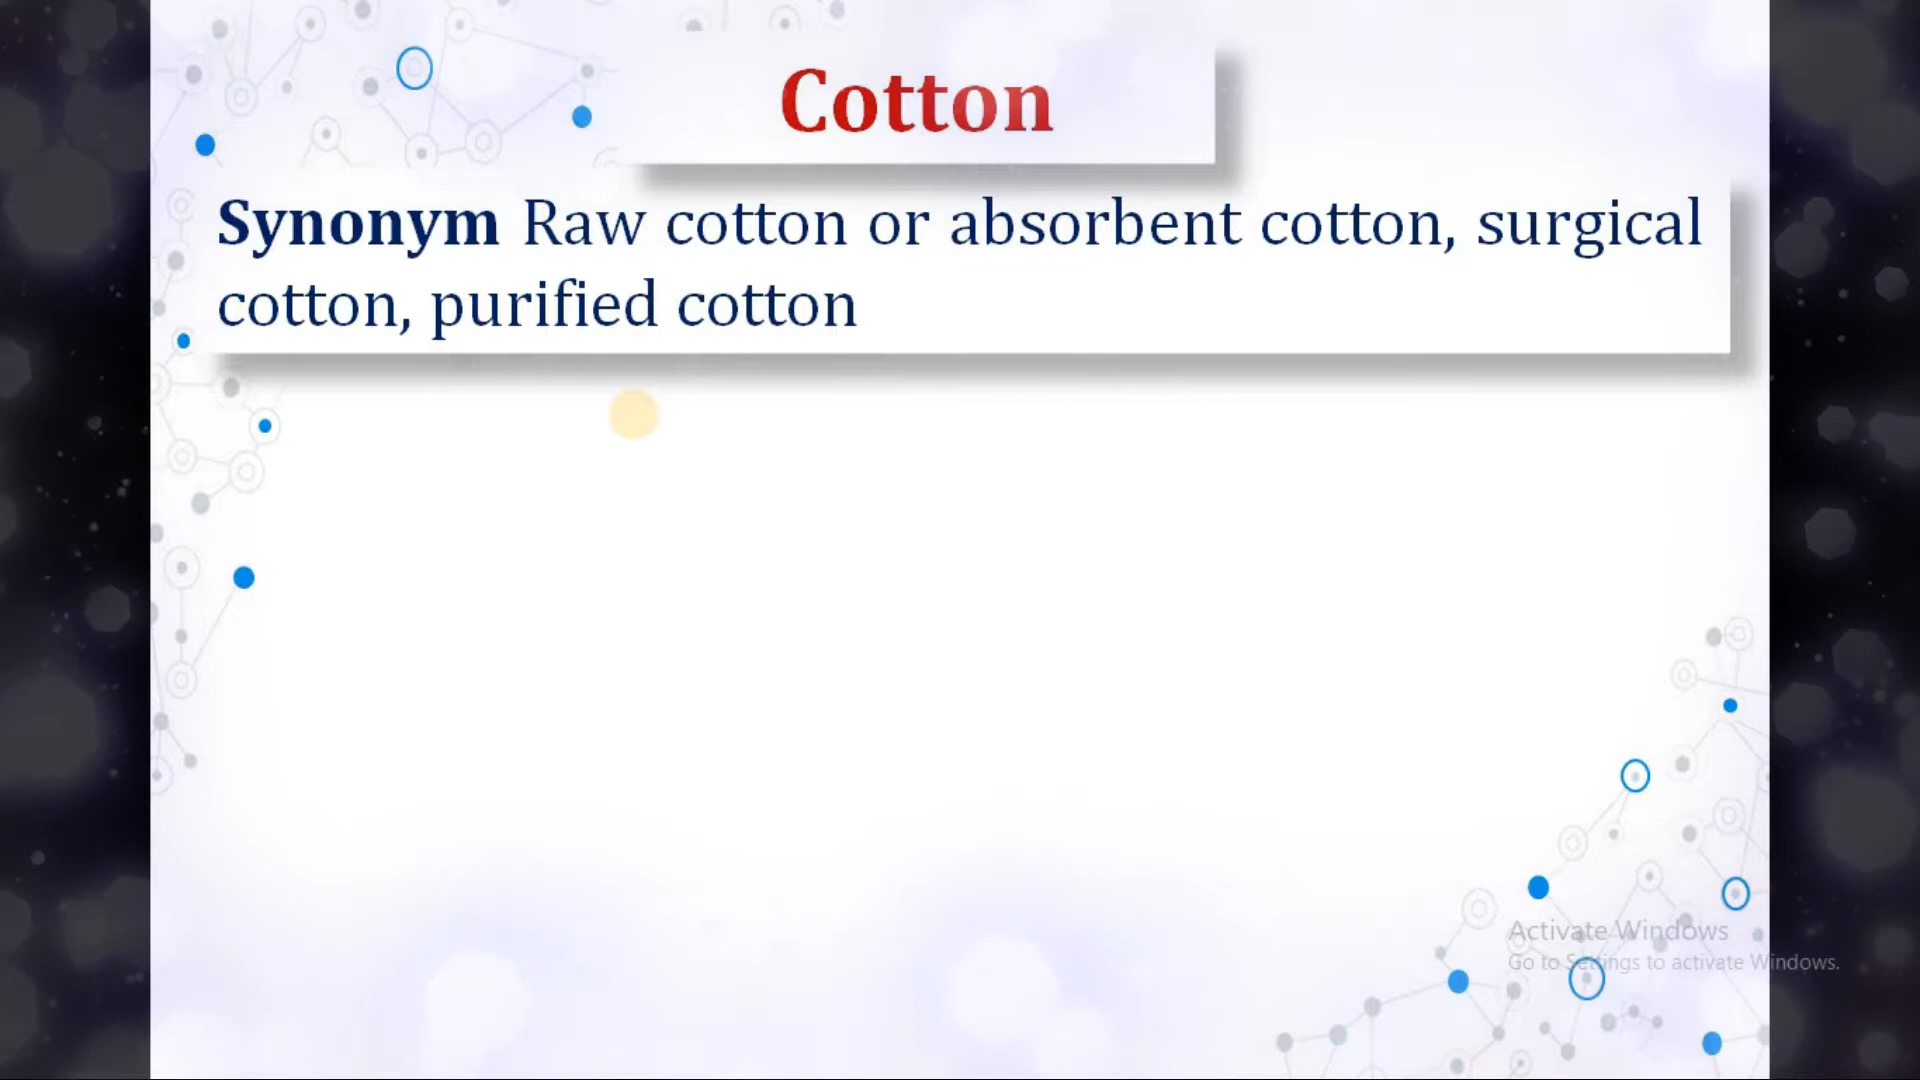 Cotton
Synonym Raw cotton or absorbent cotton, surgical
cotton, purified cotton
Activate Windows
Go to Settings to activate Windows.